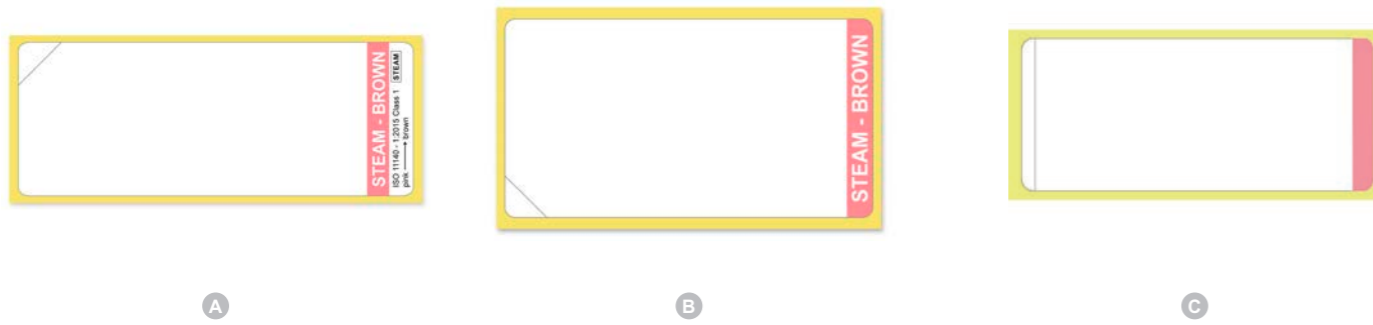 STEAM - BROWN
ISO 11140 - 1:2015 Class 1 STEAM
pink ⟶ brown
STEAM - BROWN
A
B
C